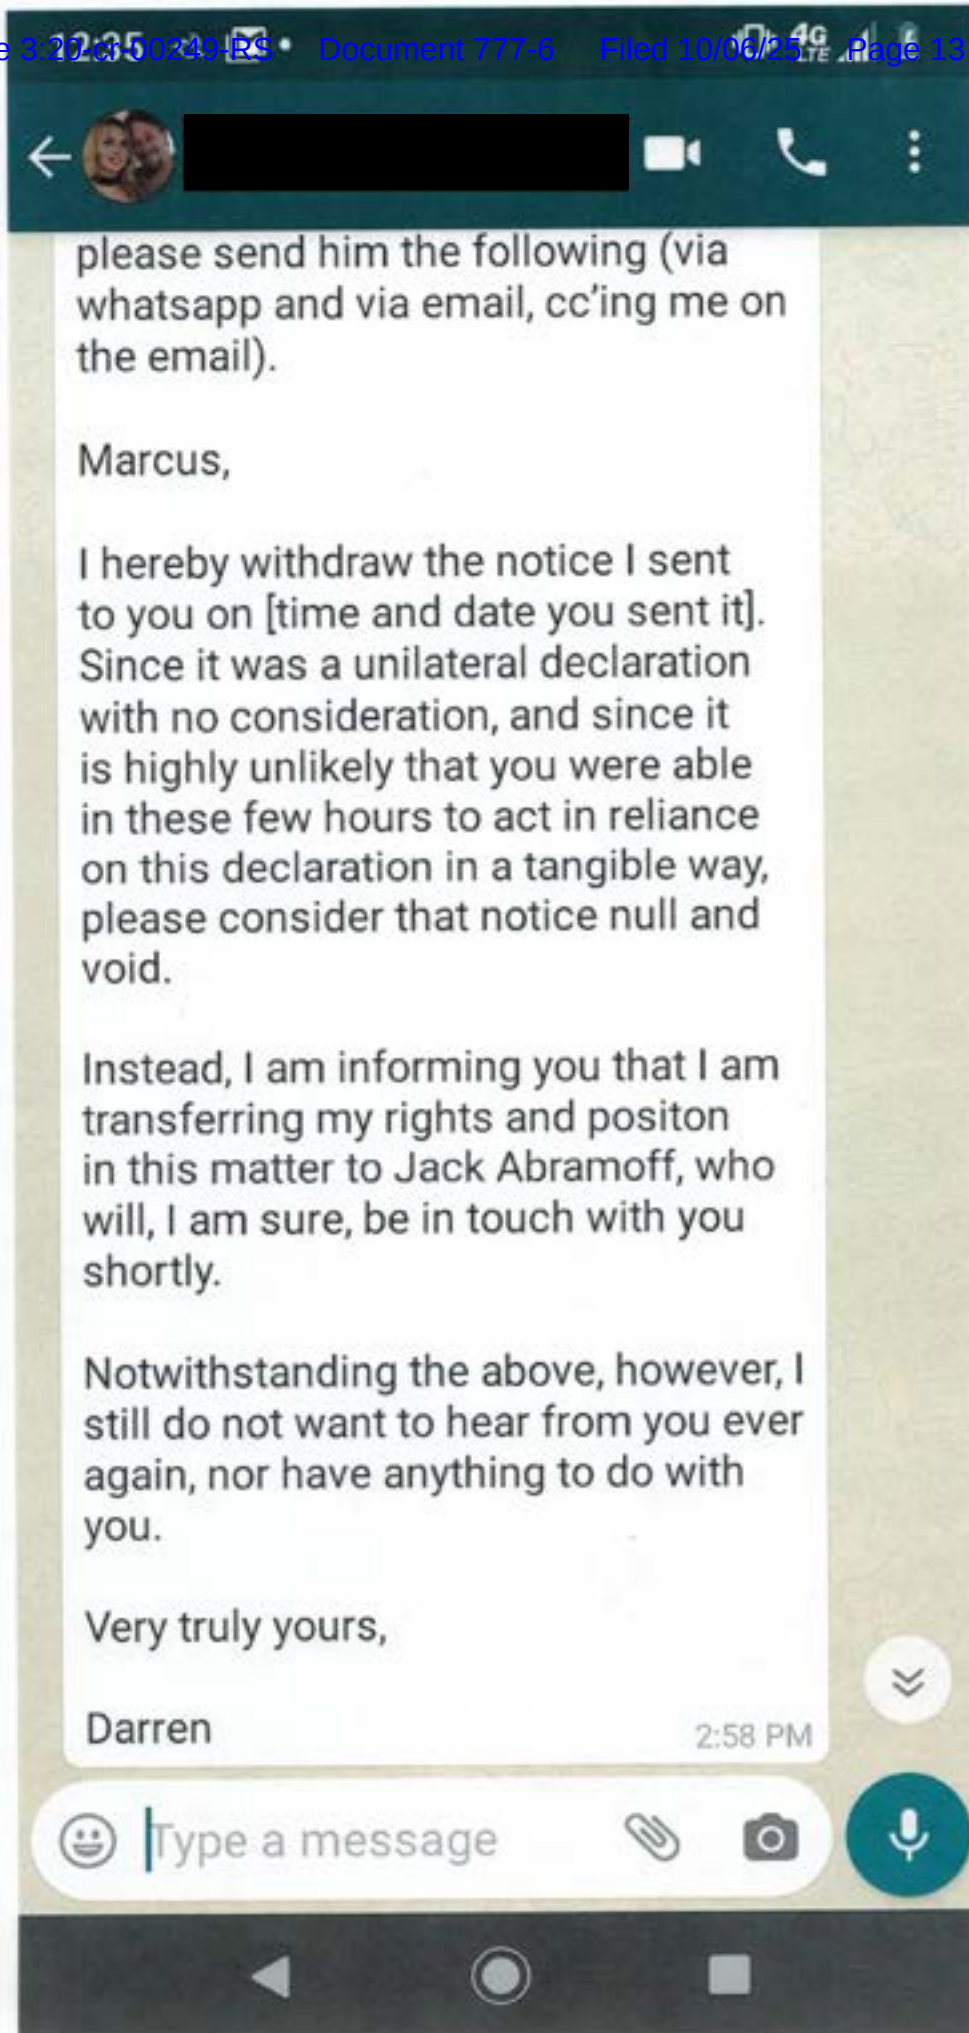 e 3:20-cr-00249-RS Document 777-6 Filed 10/06/25 Page 13
12:35 4G
LTE
please send him the following (via
whatsapp and via email, cc'ing me on
the email).
Marcus,
I hereby withdraw the notice I sent
to you on [time and date you sent it].
Since it was a unilateral declaration
with no consideration, and since it
is highly unlikely that you were able
in these few hours to act in reliance
on this declaration in a tangible way,
please consider that notice null and
void.
Instead, I am informing you that I am
transferring my rights and positon
in this matter to Jack Abramoff, who
will, I am sure, be in touch with you
shortly.
Notwithstanding the above, however, I
still do not want to hear from you ever
again, nor have anything to do with
you.
Very truly yours,
Darren
2:58 PM
Type a message